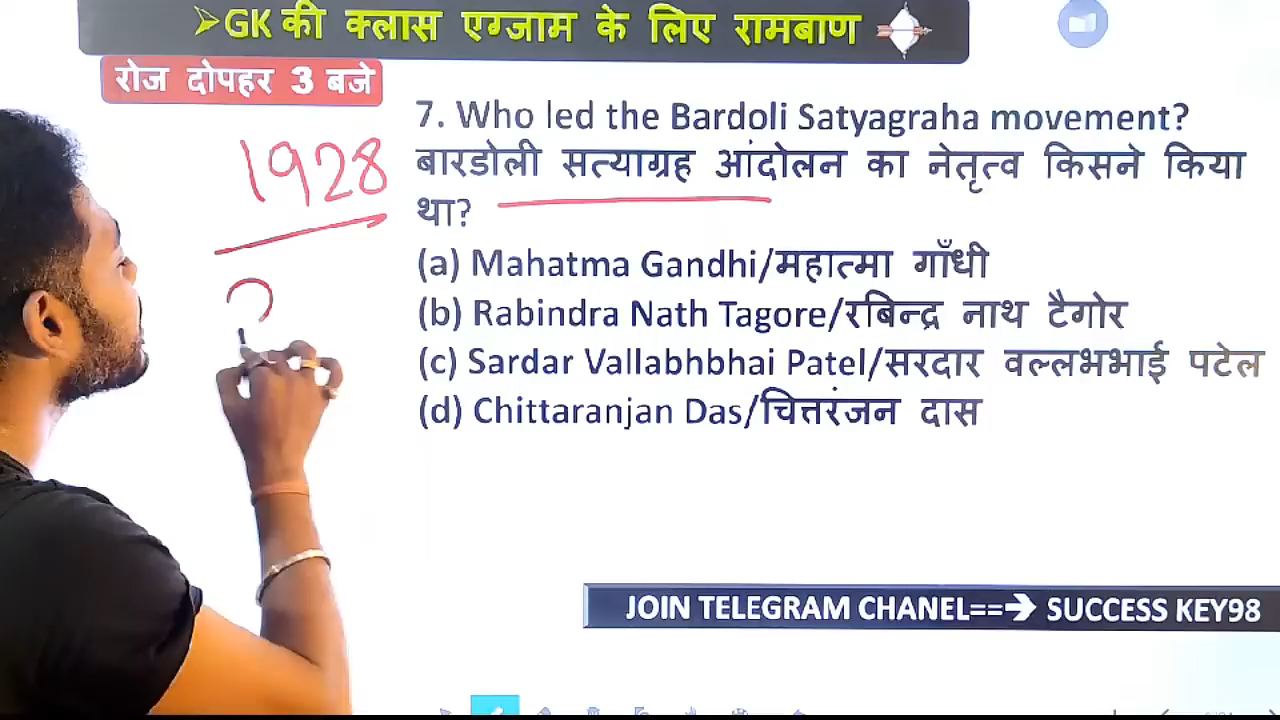 ➢GK की क्लास एग्जाम के लिए रामबाण
रोज दोपहर 3 बजे
1928
7. Who led the Bardoli Satyagraha movement?
बारडोली सत्याग्रह आंदोलन का नेतृत्व किसने किया
था?
(a) Mahatma Gandhi/महात्मा गाँधी
(b) Rabindra Nath Tagore/रबिन्द्र नाथ टैगोर
(c) Sardar Vallabhbhai Patel/सरदार वल्लभभाई पटेल
(d) Chittaranjan Das/चित्तरंजन दास
JOIN TELEGRAM CHANEL==➔ SUCCESS KEY98